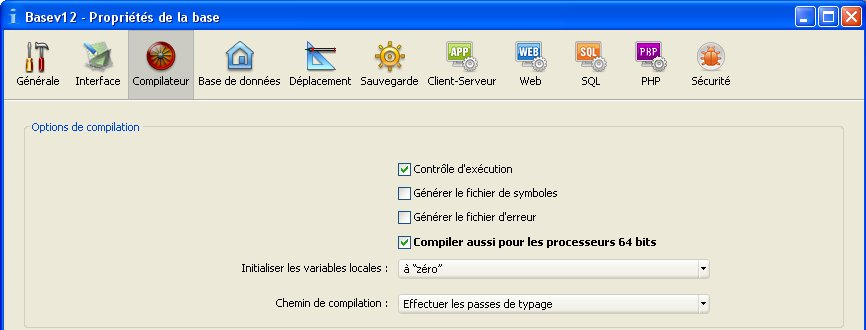 Basev12 - Propriétés de la base
APP WEB SQL PHP
Générale Interface Compilateur Base de données Déplacement Sauvegarde Client-Serveur Web SQL PHP Sécurité
Options de compilation
Contrôle d'exécution
Générer le fichier de symboles
Générer le fichier d'erreur
Compiler aussi pour les processeurs 64 bits
Initialiser les variables locales : à "zéro"
Chemin de compilation : Effectuer les passes de typage